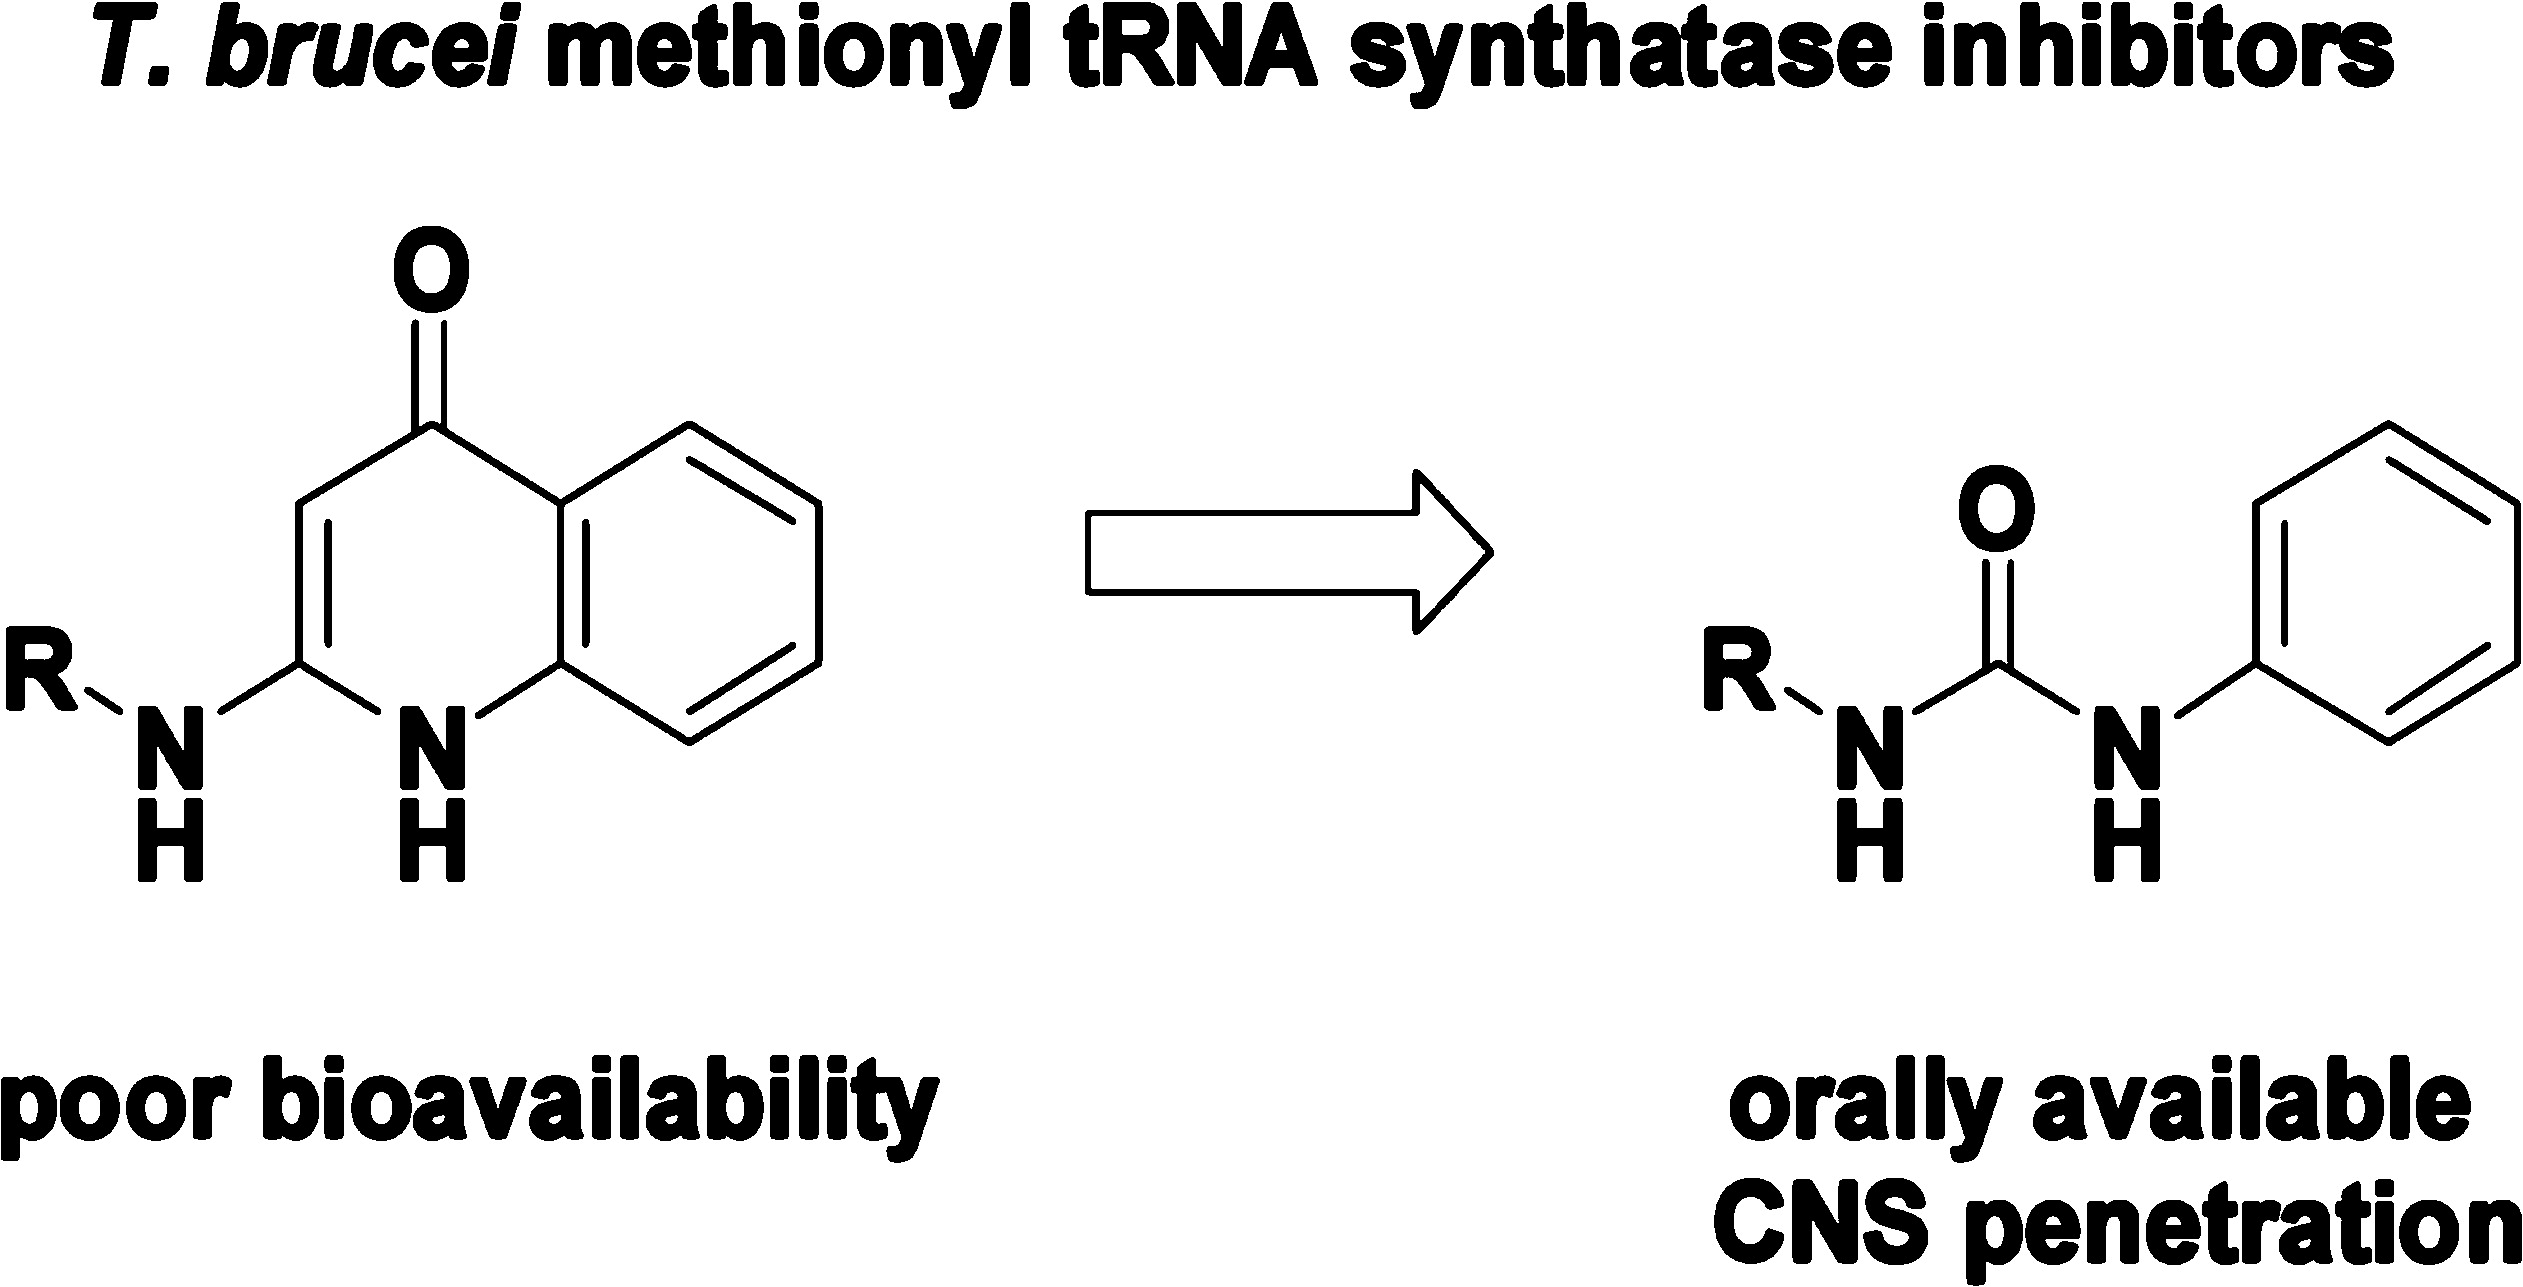 T. brucei methionyl tRNA synthatase inhibitors
O
R
N
H
N
H
O
R
N
H
N
H
poor bioavailability
orally available
CNS penetration